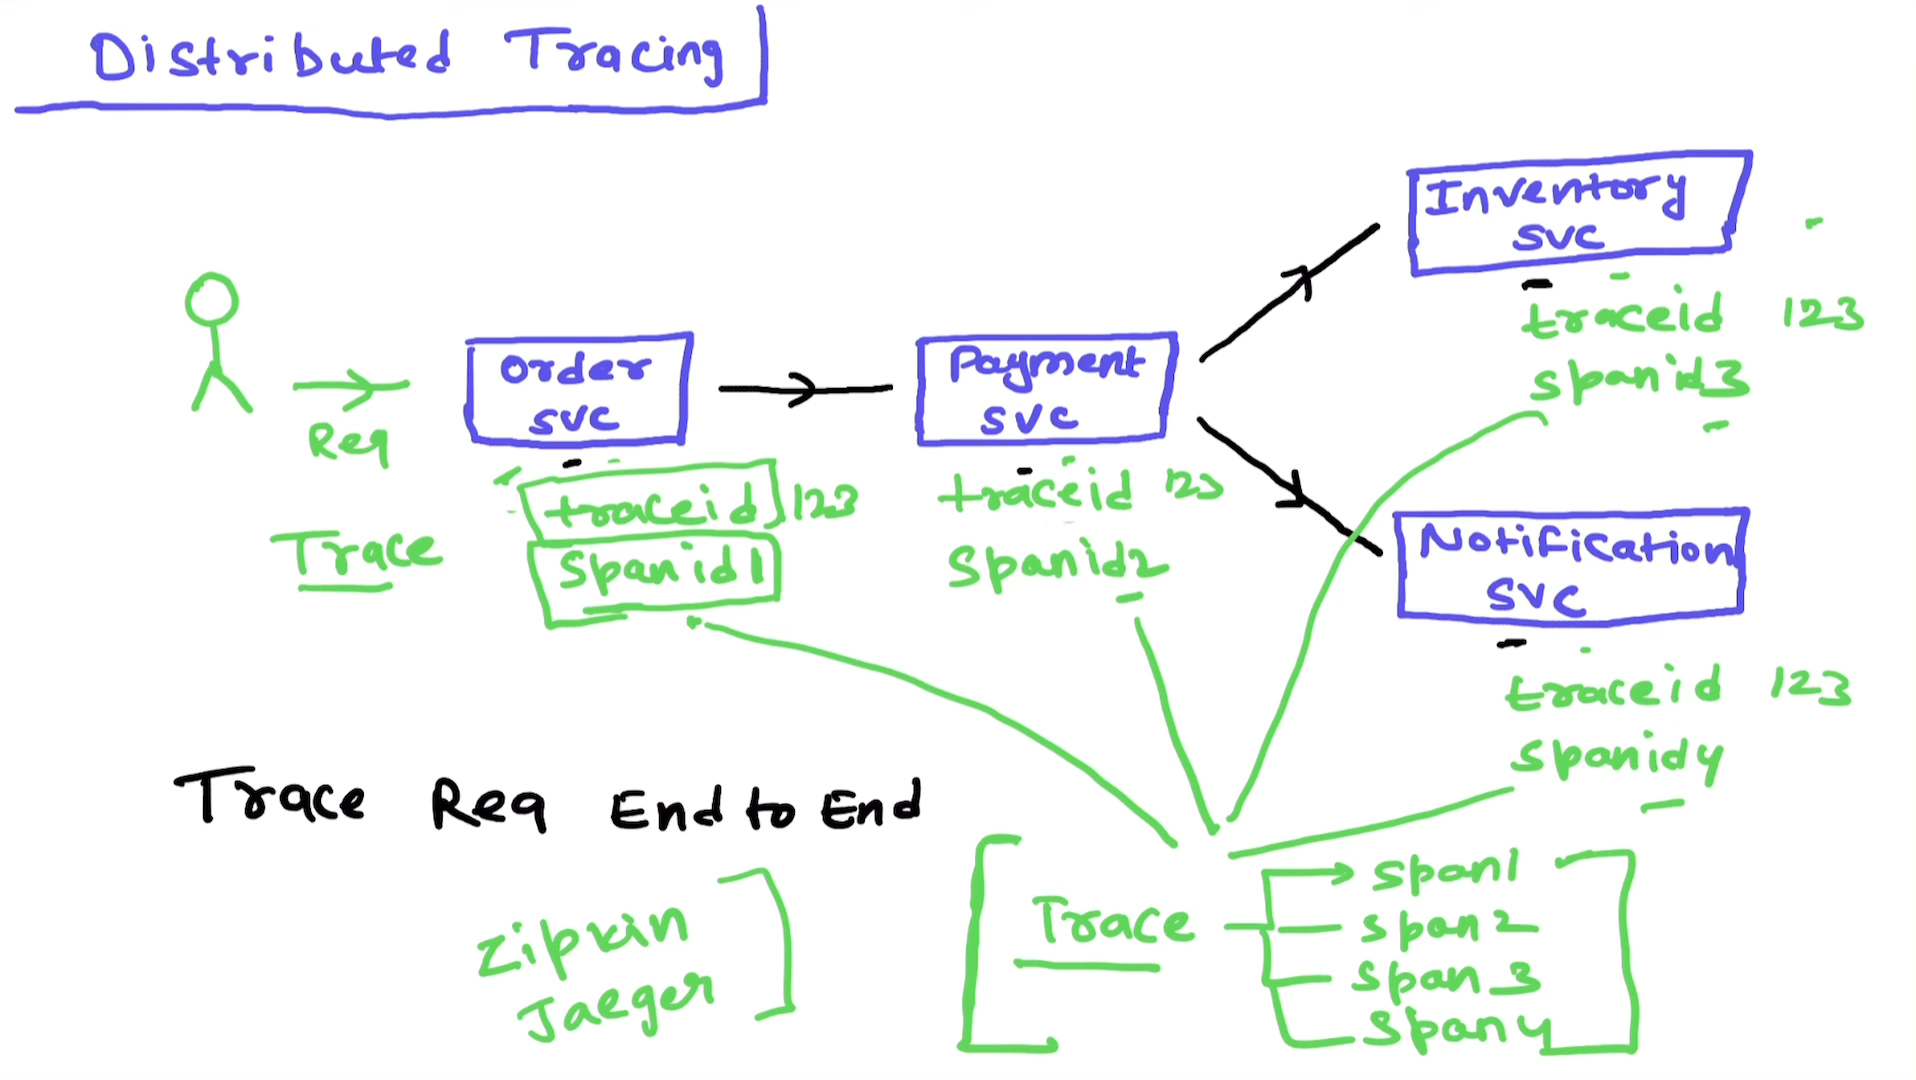 Distributed Tracing
Req
Trace
Order
svc
traceid 123
Spanid1
Payment
svc
traceid 123
Spanid2
Inventory
svc
traceid 123
spanid3
Notification
svc
traceid 123
spanid4
Trace Req End to End
Zipkin
Jaeger
Trace
span1
span2
span3
span4